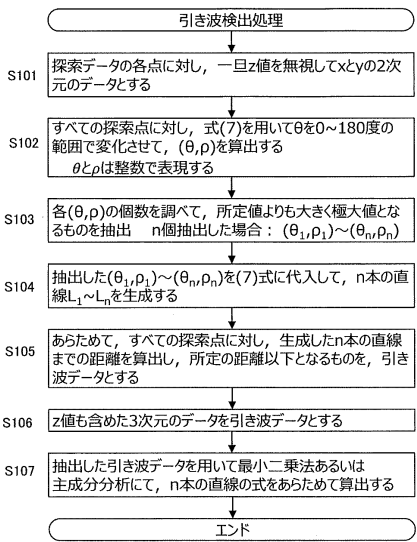 引き波検出処理
S101
探索データの各点に対し，一旦z値を無視してxとyの2次
元のデータとする
S102
すべての探索点に対し，式(7)を用いてθを0~180度の
範囲で変化させて，(θ,ρ)を算出する
θとρは整数で表現する
S103
各(θ,ρ)の個数を調べて，所定値よりも大きく極大値と
なるものを抽出　n個抽出した場合：(θ₁,ρ₁)~(θₙ,ρₙ)
S104
抽出した(θ₁,ρ₁)~(θₙ,ρₙ)を(7)式に代入して，n本の直
線L₁~Lₙを生成する
S105
あらためて，すべての探索点に対し，生成したn本の直線
までの距離を算出し，所定の距離以下となるものを，引き
波データとする
S106
z値も含めた3次元のデータを引き波データとする
S107
抽出した引き波データを用いて最小二乗法あるいは
主成分分析にて，n本の直線の式をあらためて算出する
エンド